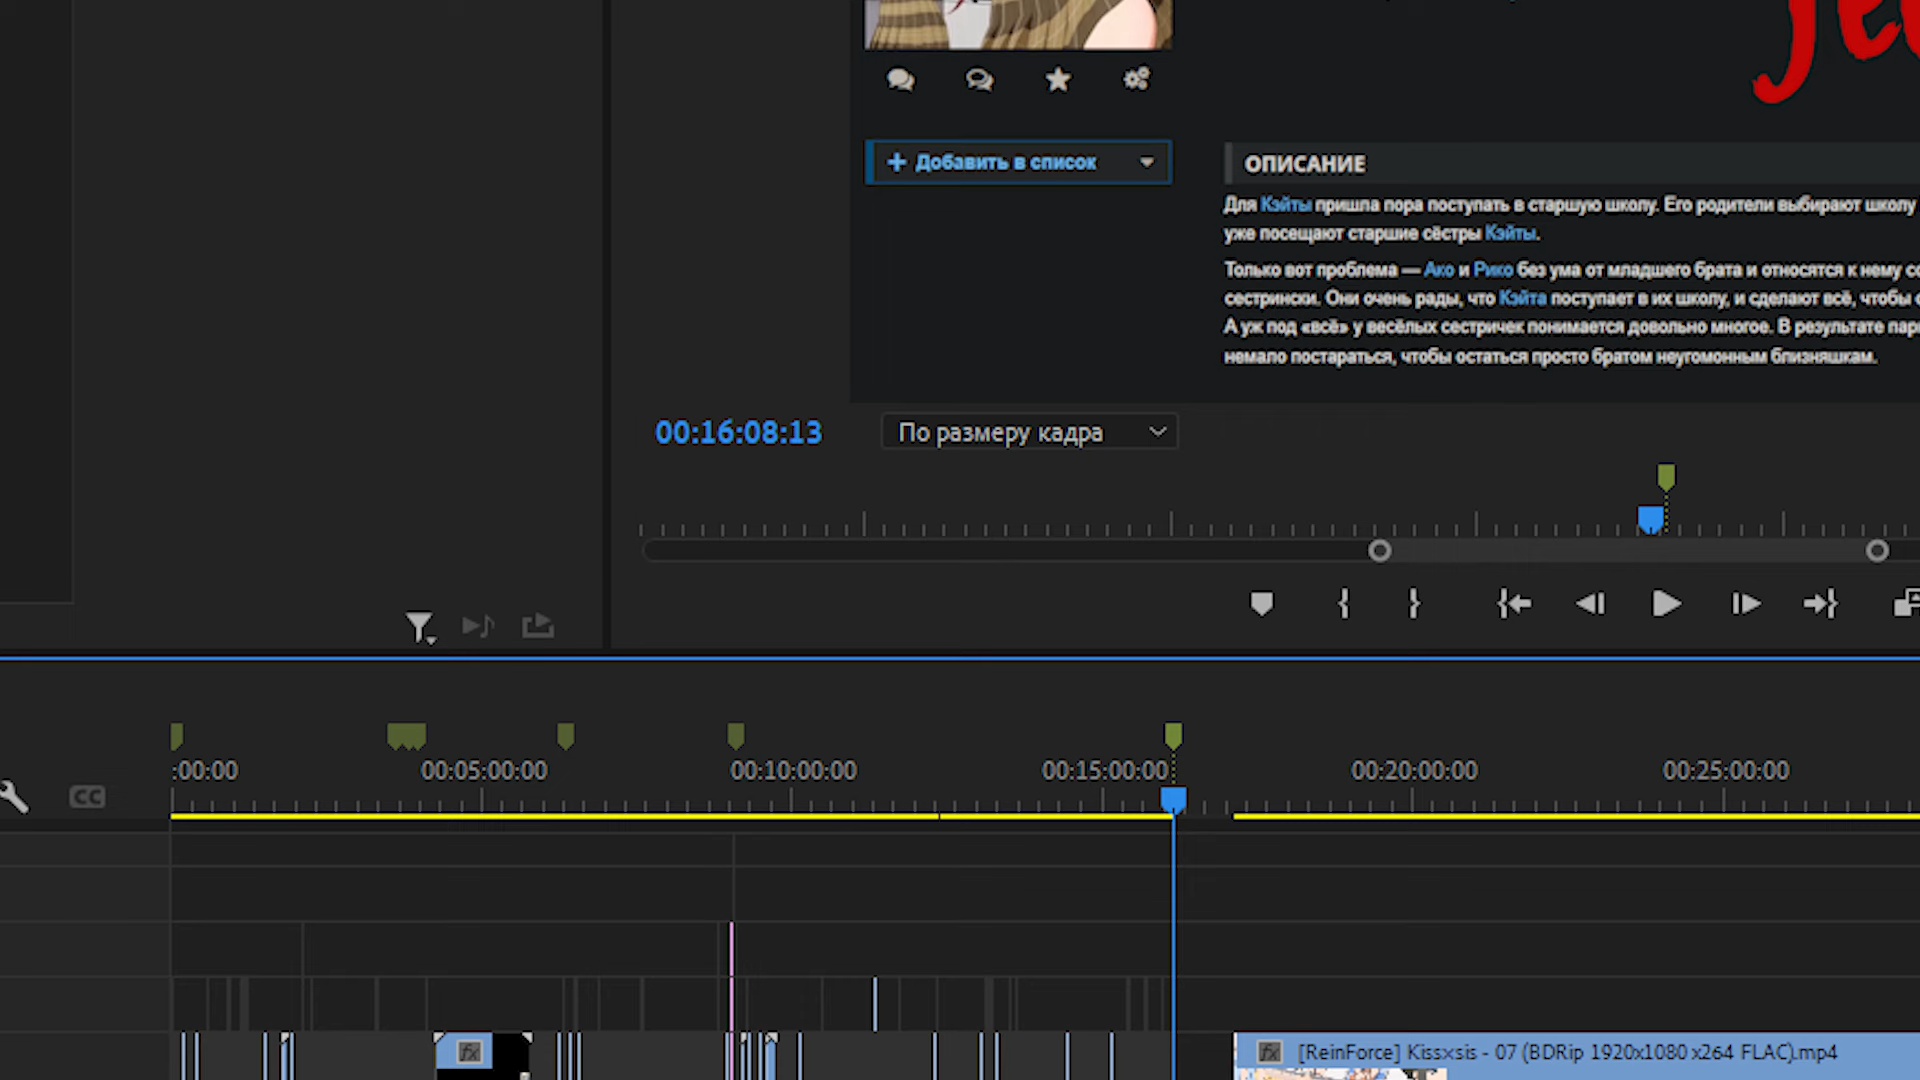 + Добавить в список
ОПИСАНИЕ
Для Кэйты пришла пора поступать в старшую школу. Его родители выбирают школу
уже посещают старшие сёстры Кэйты.
Только вот проблема — Ако и Рико без ума от младшего брата и относятся к нему
сестрински. Они очень рады, что Кэйта поступает в их школу, и сделают всё, чтобы
А уж под «всё» у весёлых сестричек понимается довольно многое. В результате
немало постараться, чтобы остаться просто братом неугомонным близняшкам.
00:16:08:13
По размеру кадра
:00:00
00:05:00:00
00:10:00:00
00:15:00:00
00:20:00:00
00:25:00:00
CC
fx
fx
[ReinForce] Kiss×sis - 07 (BDRip 1920x1080 x264 FLAC).mp4